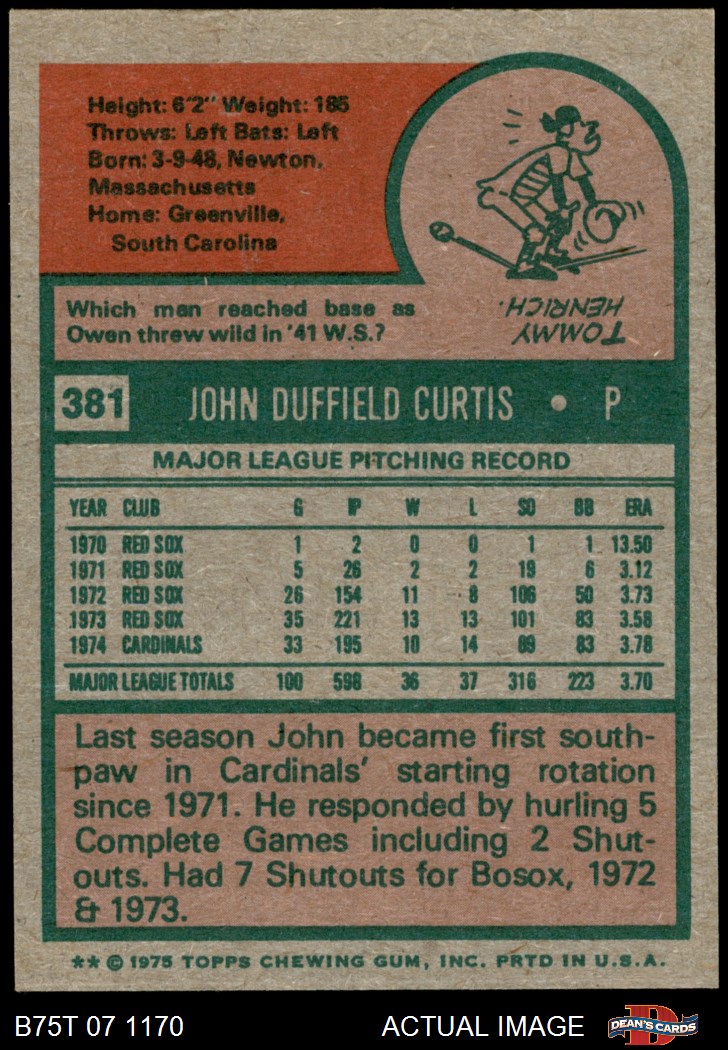 Height: 6'2" Weight: 185
Throws: Left Bats: Left
Born: 3-9-48, Newton,
Massachusetts
Home: Greenville,
South Carolina
Which man reached base as
Owen threw wild in '41 W.S.?
TOMMY
HENRICH.
381 JOHN DUFFIELD CURTIS • P
MAJOR LEAGUE PITCHING RECORD
YEAR CLUB G IP W L SO BB ERA
1970 RED SOX 1 2 0 0 1 1 13.50
1971 RED SOX 5 26 2 2 19 6 3.12
1972 RED SOX 26 154 11 8 106 50 3.73
1973 RED SOX 35 221 13 13 101 83 3.58
1974 CARDINALS 33 195 10 14 89 83 3.78
MAJOR LEAGUE TOTALS 100 598 36 37 316 223 3.70
Last season John became first south-
paw in Cardinals' starting rotation
since 1971. He responded by hurling 5
Complete Games including 2 Shut-
outs. Had 7 Shutouts for Bosox, 1972
& 1973.
** © 1975 TOPPS CHEWING GUM, INC. PRTD IN U.S.A.
B75T 07 1170 ACTUAL IMAGE DEAN'S CARDS